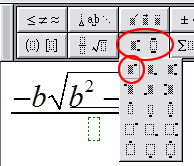 ≤ ≠ ≈ ∫ a b ∙. ±
(▯) [▯] √▯ Σ▯
−b√b² −